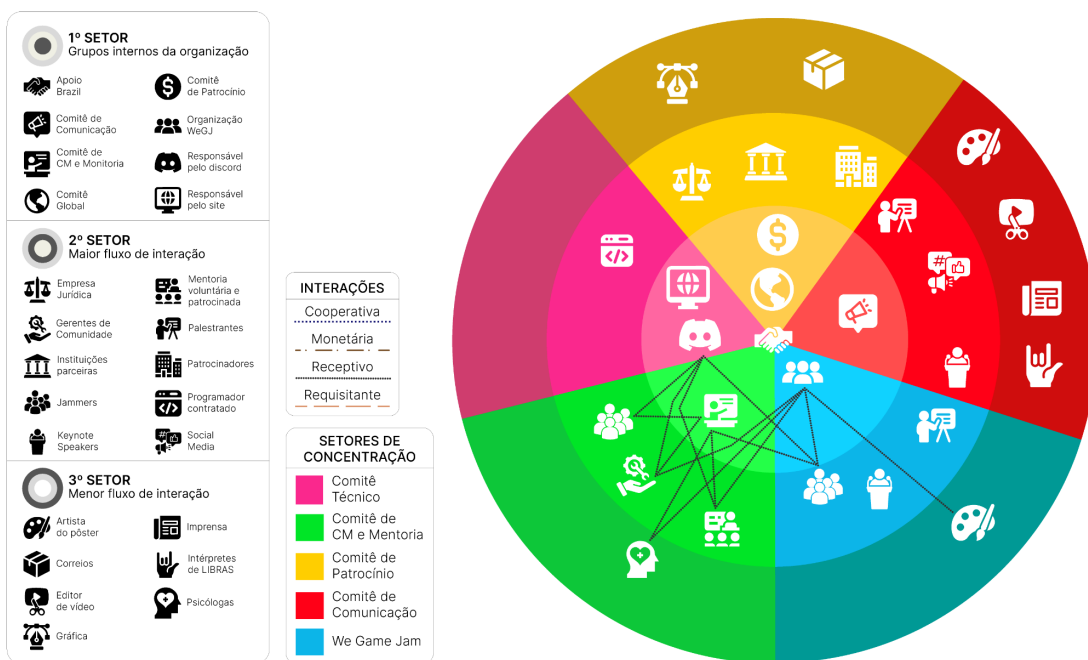 1º SETOR
Grupos internos da organização
Apoio
Brazil
Comitê
de Patrocínio
Comitê de
Comunicação
Organização
WeGJ
Comitê de
CM e Monitoria
Responsável
pelo discord
Comitê
Global
Responsável
pelo site
2º SETOR
Maior fluxo de interação
Empresa
Jurídica
Mentoria
voluntária e
patrocinada
Gerentes de
Comunidade
Palestrantes
Instituições
parceiras
Patrocinadores
Jammers
Programador
contratado
Keynote
Speakers
Social
Media
3º SETOR
Menor fluxo de interação
Artista
do pôster
Imprensa
Correios
Intérpretes
de LIBRAS
Editor
de vídeo
Psicólogas
Gráfica
INTERAÇÕES
Cooperativa
Monetária
Receptivo
Requisitante
SETORES DE
CONCENTRAÇÃO
Comitê
Técnico
Comitê de
CM e Mentoria
Comitê de
Patrocínio
Comitê de
Comunicação
We Game Jam